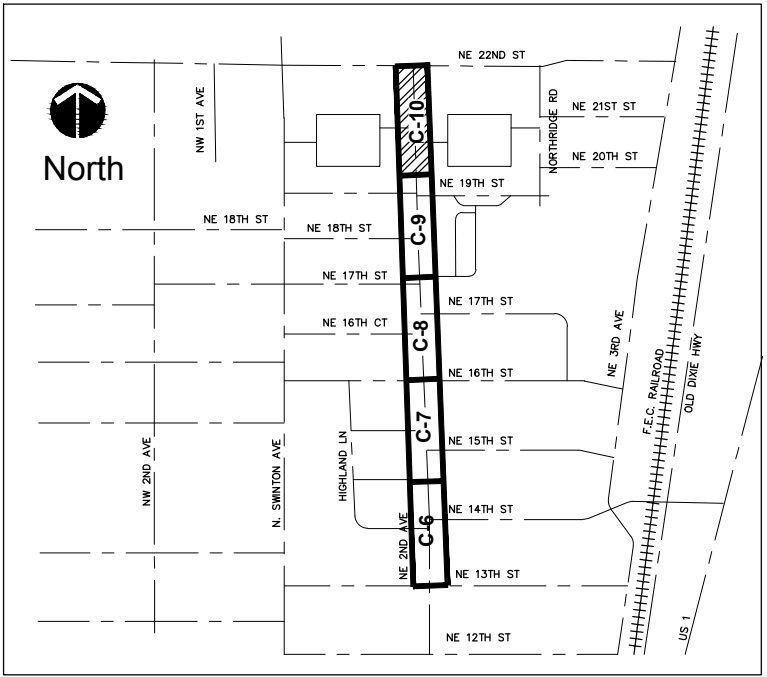 NE 22ND ST
NW 1ST AVE
C-10
NORTHRIDGE RD
NE 21ST ST
North
NE 20TH ST
NE 19TH ST
NE 18TH ST
NE 18TH ST
C-9
NE 17TH ST
NE 17TH ST
NE 16TH CT
C-8
NE 3RD AVE
F.E.C. RAILROAD
OLD DIXIE HWY
NE 16TH ST
C-7
NE 15TH ST
NW 2ND AVE
N. SWINTON AVE
HIGHLAND LN
NE 2ND AVE
C-6
NE 14TH ST
NE 13TH ST
NE 12TH ST
US 1